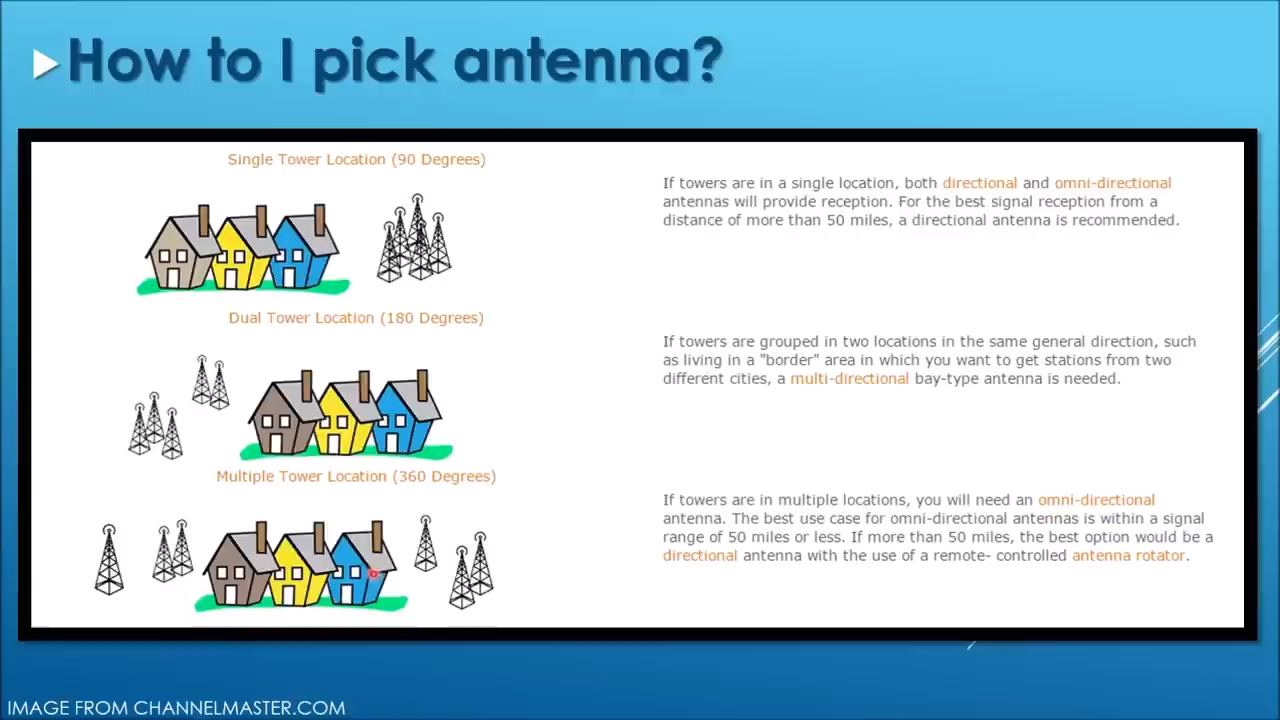 How to I pick antenna?
Single Tower Location (90 Degrees)
If towers are in a single location, both directional and omni-directional
antennas will provide reception. For the best signal reception from a
distance of more than 50 miles, a directional antenna is recommended.
Dual Tower Location (180 Degrees)
If towers are grouped in two locations in the same general direction, such
as living in a "border" area in which you want to get stations from two
different cities, a multi-directional bay-type antenna is needed.
Multiple Tower Location (360 Degrees)
If towers are in multiple locations, you will need an omni-directional
antenna. The best use case for omni-directional antennas is within a signal
range of 50 miles or less. If more than 50 miles, the best option would be a
directional antenna with the use of a remote- controlled antenna rotator.
IMAGE FROM CHANNELMASTER.COM